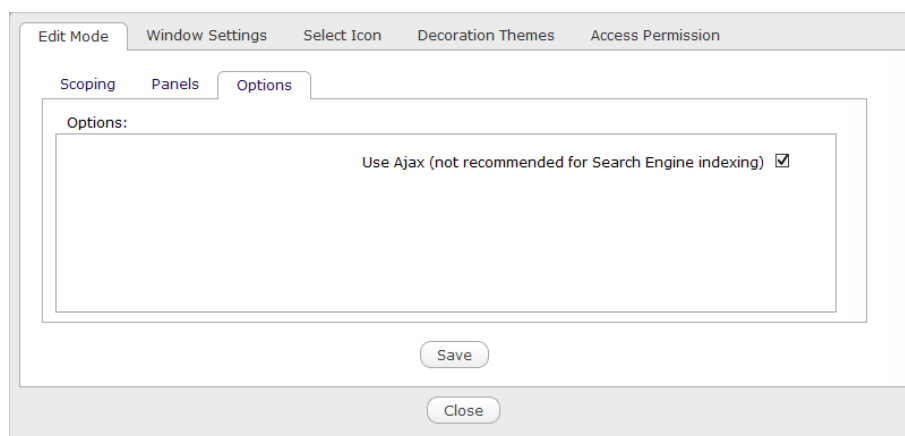 Edit Mode Window Settings Select Icon Decoration Themes Access Permission
Scoping Panels Options
Options:
Use Ajax (not recommended for Search Engine indexing)
Save
Close